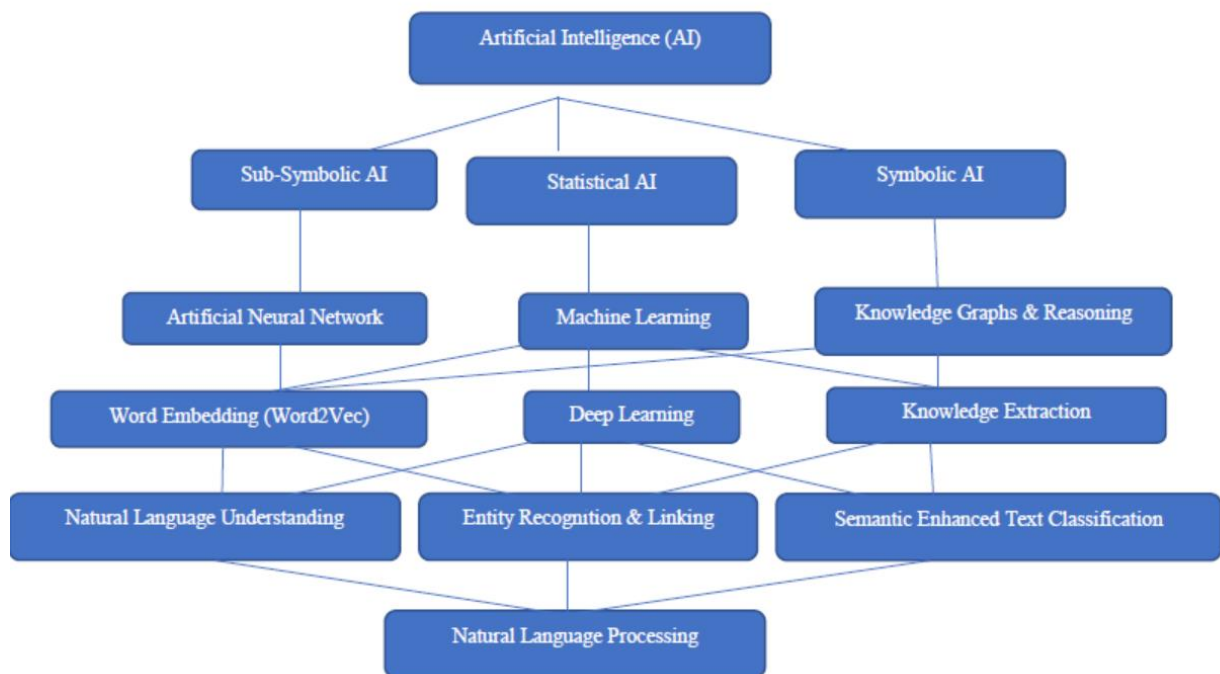 Artificial Intelligence (AI)
Sub-Symbolic AI
Statistical AI
Symbolic AI
Artificial Neural Network
Machine Learning
Knowledge Graphs & Reasoning
Word Embedding (Word2Vec)
Deep Learning
Knowledge Extraction
Natural Language Understanding
Entity Recognition & Linking
Semantic Enhanced Text Classification
Natural Language Processing